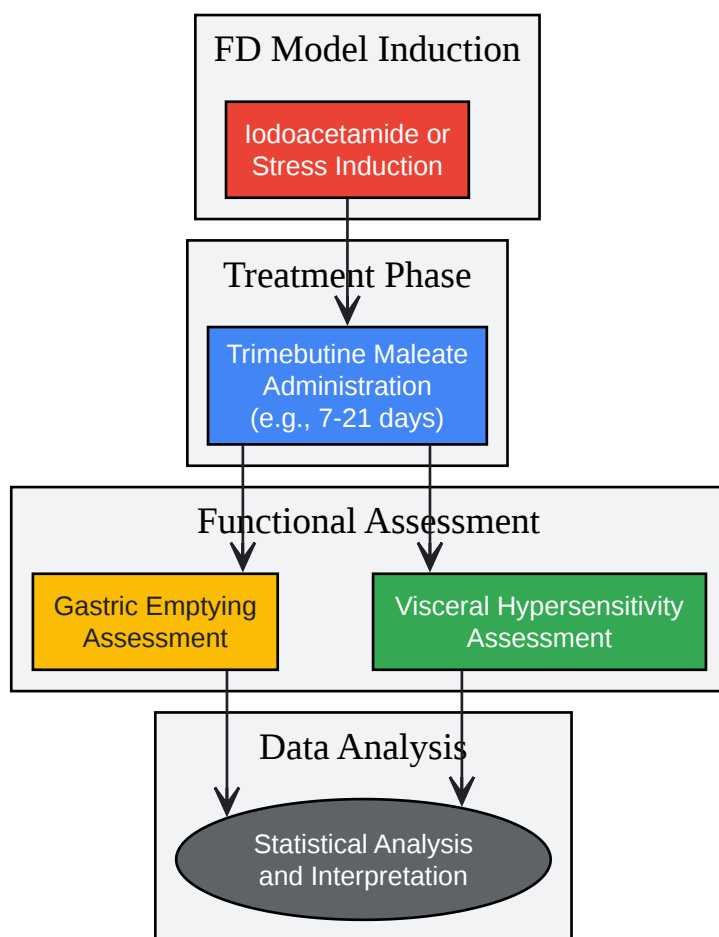 FD Model Induction
Iodoacetamide or
Stress Induction
Treatment Phase
Trimebutine Maleate
Administration
(e.g., 7-21 days)
Functional Assessment
Gastric Emptying
Assessment
Visceral Hypersensitivity
Assessment
Data Analysis
Statistical Analysis
and Interpretation